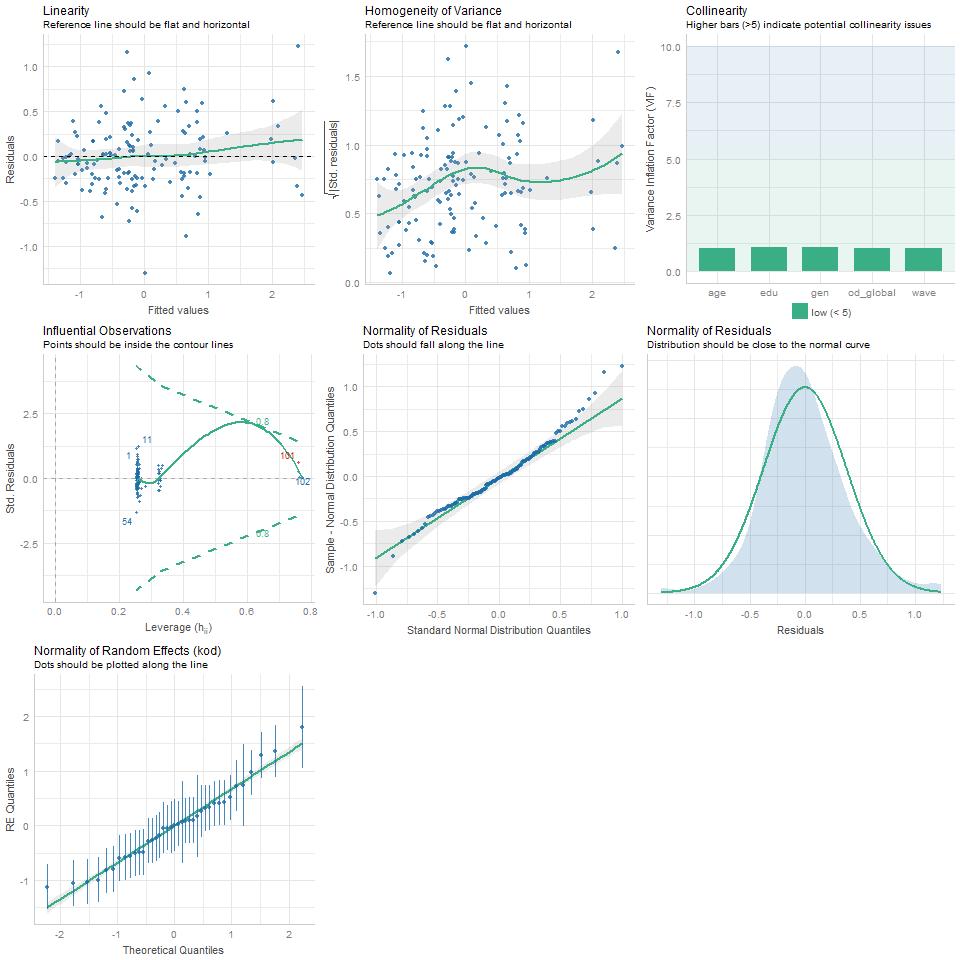 Linearity
Reference line should be flat and horizontal
Residuals
1.0
0.5
0.0
-0.5
-1.0
-1
0
1
2
Fitted values
Homogeneity of Variance
Reference line should be flat and horizontal
√|Std. residuals|
1.5
1.0
0.5
0.0
-1
0
1
2
Fitted values
Collinearity
Higher bars (>5) indicate potential collinearity issues
Variance Inflation Factor (VIF)
10.0
7.5
5.0
2.5
0.0
age
edu
gen
od_global
wave
low (< 5)
Influential Observations
Points should be inside the contour lines
Std. Residuals
2.5
0.0
-2.5
11
1
54
0.8
101
102
0.8
0.0
0.2
0.4
0.6
0.8
Leverage (hii)
Normality of Residuals
Dots should fall along the line
Sample - Normal Distribution Quantiles
1.0
0.5
0.0
-0.5
-1.0
-1.0
-0.5
0.0
0.5
1.0
Standard Normal Distribution Quantiles
Normality of Residuals
Distribution should be close to the normal curve
-1.0
-0.5
0.0
0.5
1.0
Residuals
Normality of Random Effects (kod)
Dots should be plotted along the line
RE Quantiles
2
1
0
-1
-2
-1
0
1
2
Theoretical Quantiles